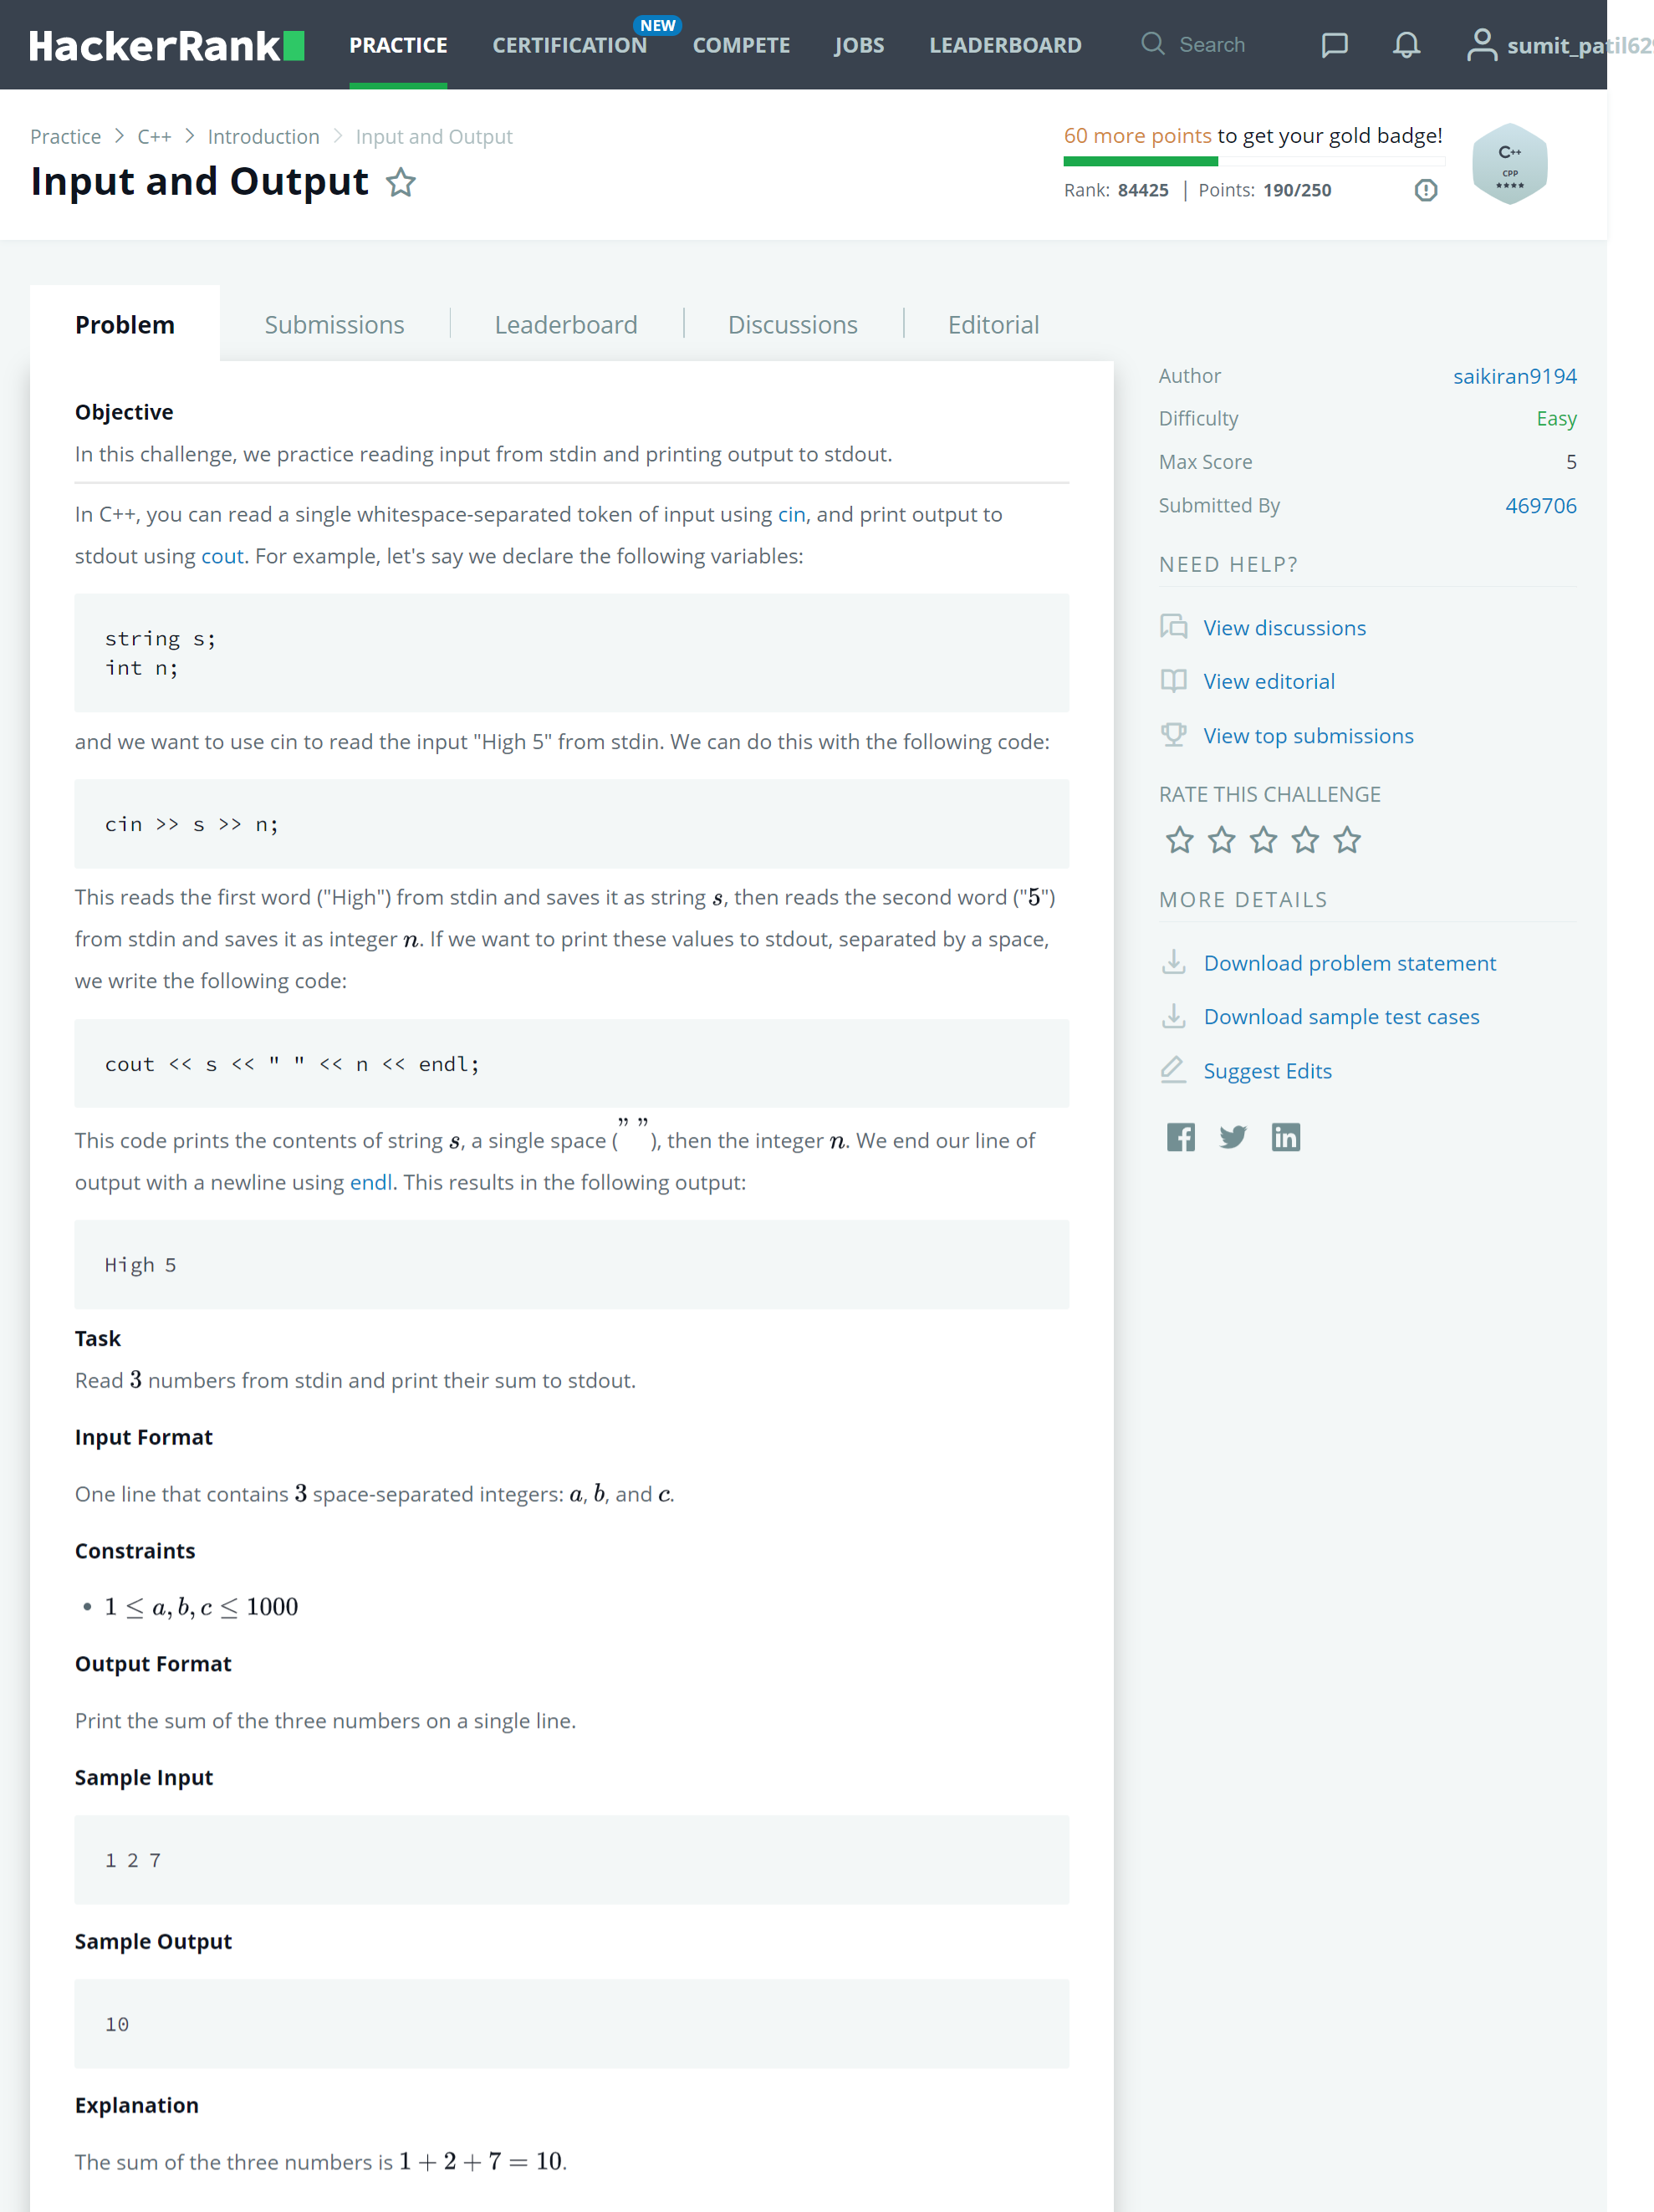 HackerRank
PRACTICE CERTIFICATION NEW COMPETE JOBS LEADERBOARD Search
Practice > C++ > Introduction > Input and Output
Input and Output
60 more points to get your gold badge!
Rank: 84425 | Points: 190/250
C++
CPP
Problem Submissions Leaderboard Discussions Editorial
Objective
In this challenge, we practice reading input from stdin and printing output to stdout.
In C++, you can read a single whitespace-separated token of input using cin, and print output to
stdout using cout. For example, let's say we declare the following variables:
string s;
int n;
and we want to use cin to read the input "High 5" from stdin. We can do this with the following code:
cin >> s >> n;
This reads the first word ("High") from stdin and saves it as string s, then reads the second word ("5")
from stdin and saves it as integer n. If we want to print these values to stdout, separated by a space,
we write the following code:
cout << s << " " << n << endl;
This code prints the contents of string s, a single space (” ”), then the integer n. We end our line of
output with a newline using endl. This results in the following output:
High 5
Task
Read 3 numbers from stdin and print their sum to stdout.
Input Format
One line that contains 3 space-separated integers: a, b, and c.
Constraints
• 1 ≤ a, b, c ≤ 1000
Output Format
Print the sum of the three numbers on a single line.
Sample Input
1 2 7
Sample Output
10
Explanation
The sum of the three numbers is 1 + 2 + 7 = 10.
Author saikiran9194
Difficulty Easy
Max Score 5
Submitted By 469706
NEED HELP?
View discussions
View editorial
View top submissions
RATE THIS CHALLENGE
MORE DETAILS
Download problem statement
Download sample test cases
Suggest Edits